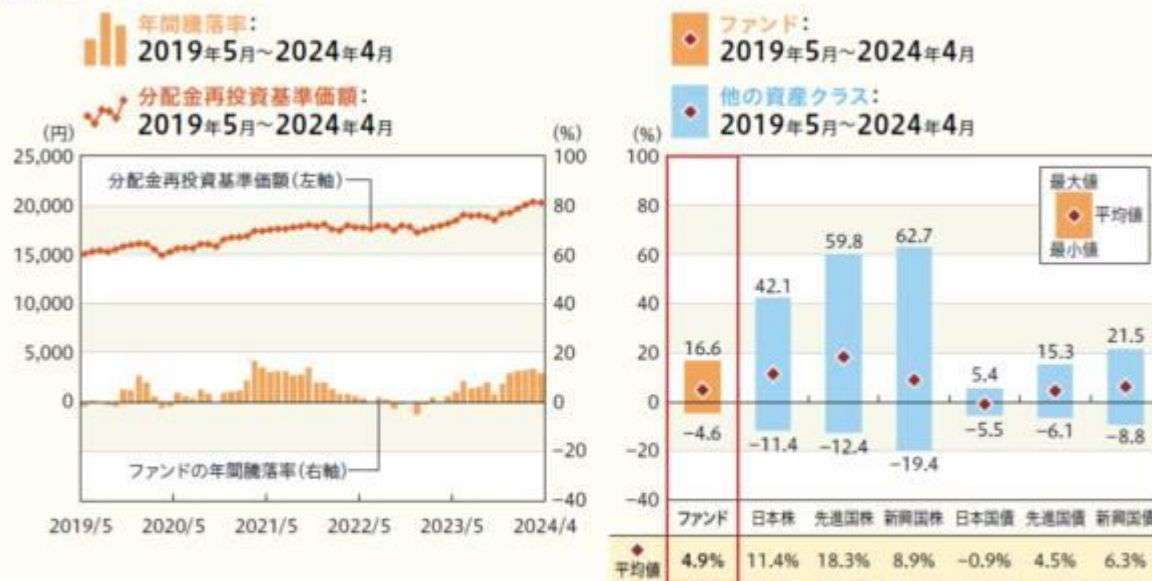 年間騰落率：
2019年5月～2024年4月
分配金再投資基準価額：
2019年5月～2024年4月
(円)
(%)
25,000
20,000
15,000
10,000
5,000
0
100
80
60
40
20
0
−20
−40
分配金再投資基準価額(左軸)
ファンドの年間騰落率(右軸)
2019/5 2020/5 2021/5 2022/5 2023/5 2024/4
ファンド：
2019年5月～2024年4月
他の資産クラス：
2019年5月～2024年4月
(%)
100
80
60
40
20
0
−20
−40
最大値
平均値
最小値
16.6 42.1 59.8 62.7 5.4 15.3 21.5
−4.6 −11.4 −12.4 −19.4 −5.5 −6.1 −8.8
ファンド 日本株 先進国株 新興国株 日本国債 先進国債 新興国債
平均値 4.9% 11.4% 18.3% 8.9% −0.9% 4.5% 6.3%